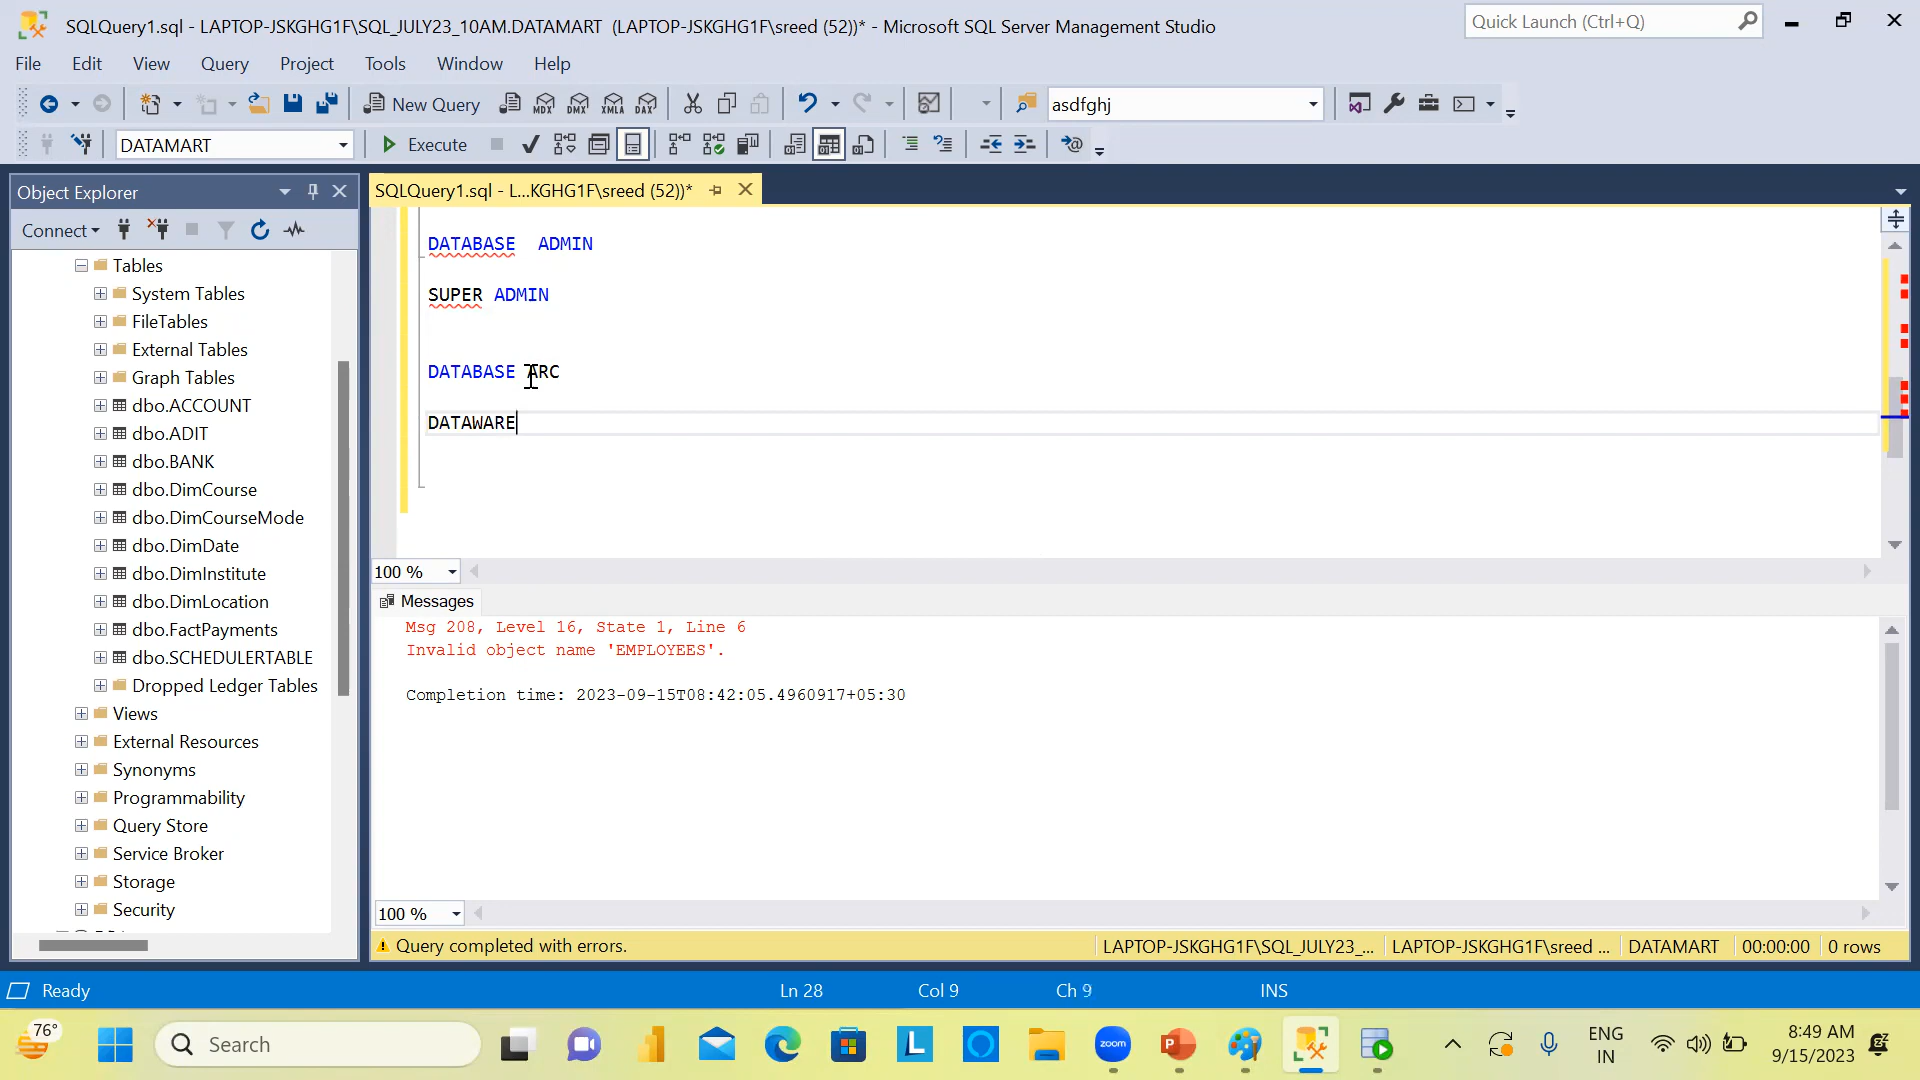 SQLQuery1.sql - LAPTOP-JSKGHG1F\SQL_JULY23_10AM.DATAMART (LAPTOP-JSKGHG1F\sreed (52))* - Microsoft SQL Server Management Studio
Quick Launch (Ctrl+Q)
File Edit View Query Project Tools Window Help
New Query
MDX DMX XMLA DAX
asdfghj
DATAMART
Execute
Object Explorer
SQLQuery1.sql - L...KGHG1F\sreed (52))*
Connect
Tables
System Tables
FileTables
External Tables
Graph Tables
dbo.ACCOUNT
dbo.ADIT
dbo.BANK
dbo.DimCourse
dbo.DimCourseMode
dbo.DimDate
dbo.DimInstitute
dbo.DimLocation
dbo.FactPayments
dbo.SCHEDULERTABLE
Dropped Ledger Tables
Views
External Resources
Synonyms
Programmability
Query Store
Service Broker
Storage
Security
DATABASE  ADMIN
SUPER ADMIN
DATABASE ARC
DATAWARE
100 %
Messages
Msg 208, Level 16, State 1, Line 6
Invalid object name 'EMPLOYEES'.
Completion time: 2023-09-15T08:42:05.4960917+05:30
100 %
Query completed with errors.
LAPTOP-JSKGHG1F\SQL_JULY23_... LAPTOP-JSKGHG1F\sreed ... DATAMART 00:00:00 0 rows
Ready Ln 28 Col 9 Ch 9 INS
76°
Search
L
zoom
ENG
IN
8:49 AM
9/15/2023